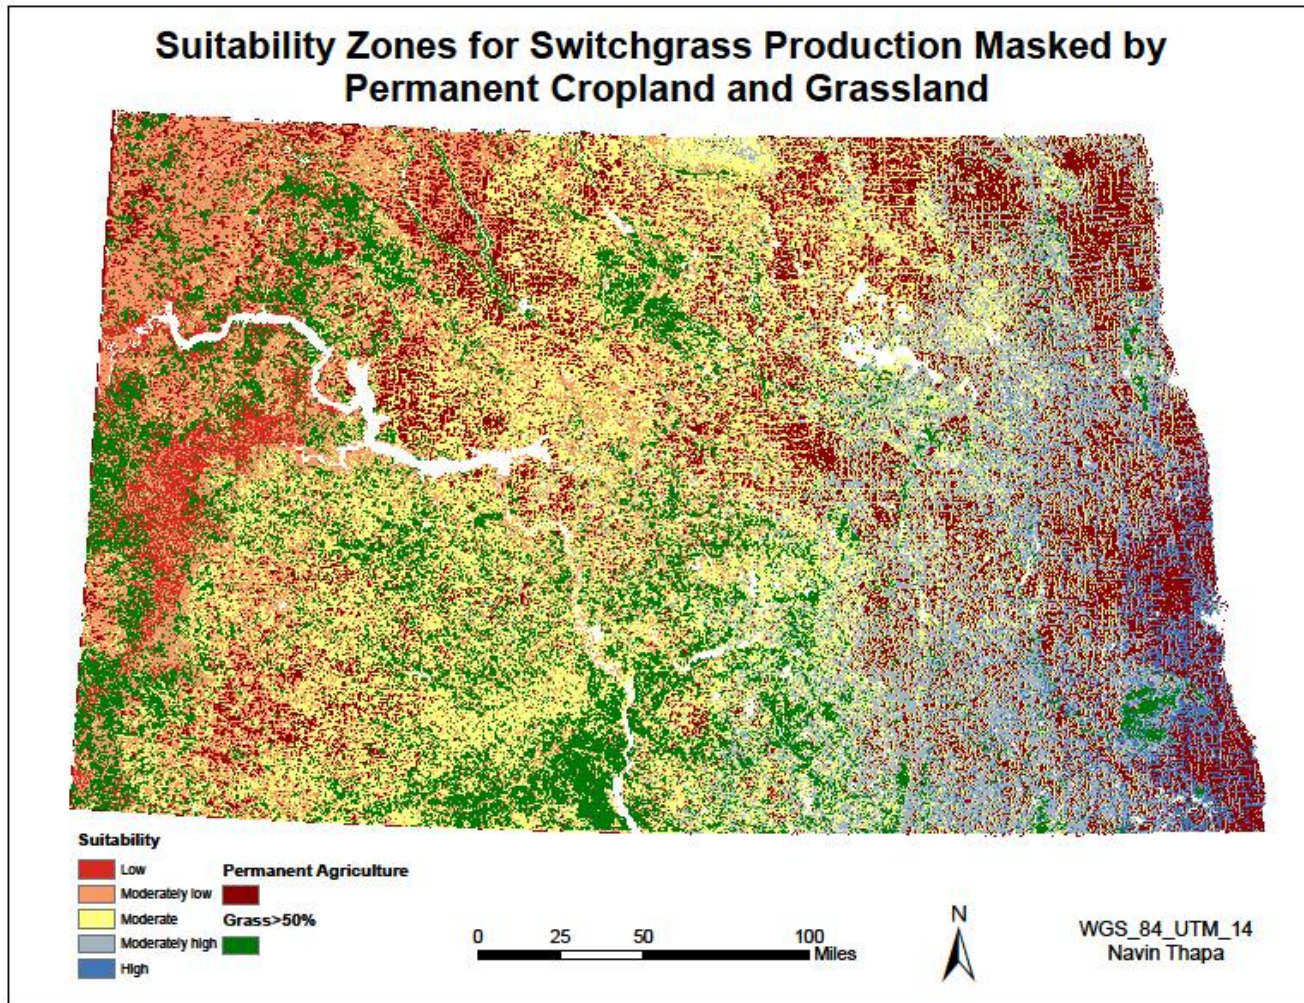 Suitability Zones for Switchgrass Production Masked by
Permanent Cropland and Grassland
Suitability
Low
Moderately low
Moderate
Moderately high
High
Permanent Agriculture
Grass>50%
0 25 50 100
Miles
N
WGS_84_UTM_14
Navin Thapa